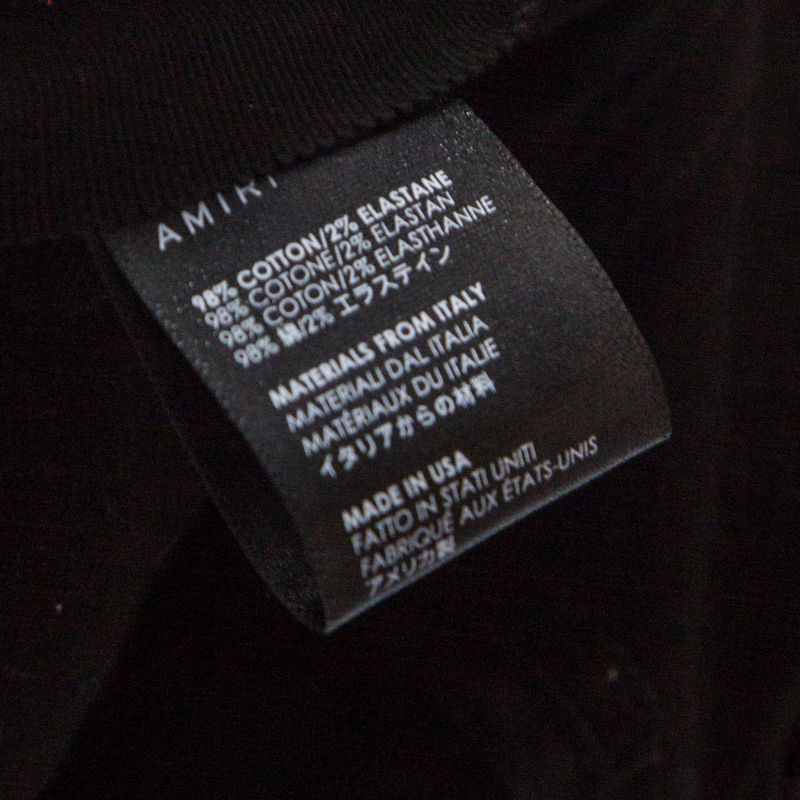 AMIRI
98% COTTON/2% ELASTANE
98% COTONE/2% ELASTAN
98% COTON/2% ELASTHANNE
98% 綿/2% エラスティン
MATERIALS FROM ITALY
MATERIAU DAL ITALIA
MATÉRIAUX DU ITALIE
イタリアからの材料
MADE IN USA
FATTO IN STATI UNITI
FABRIQUÉ AUX ÉTATS-UNIS
アメリカ製